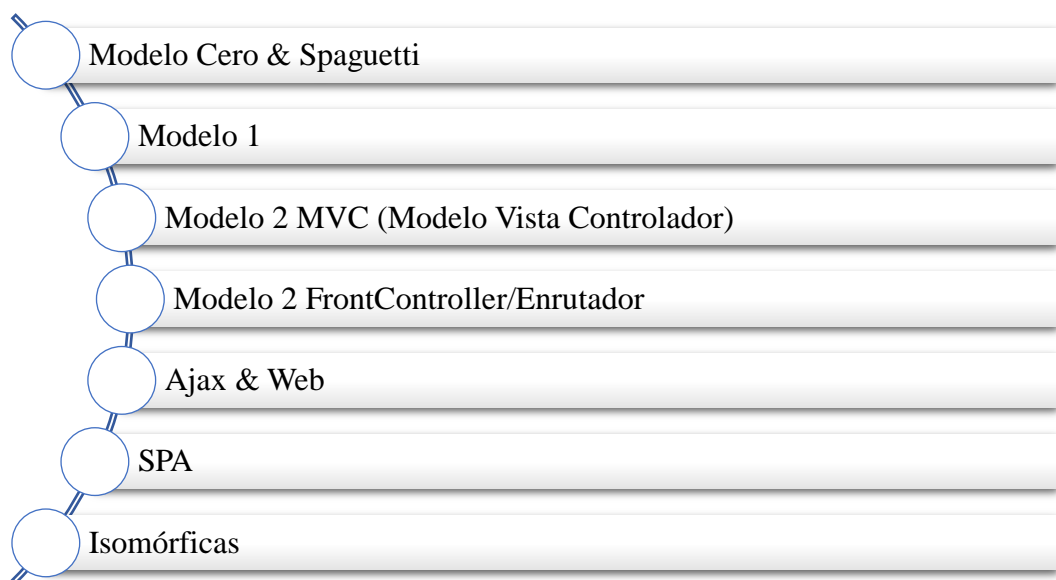 Modelo Cero & Spaguetti
Modelo 1
Modelo 2 MVC (Modelo Vista Controlador)
Modelo 2 FrontController/Enrutador
Ajax & Web
SPA
Isomórficas